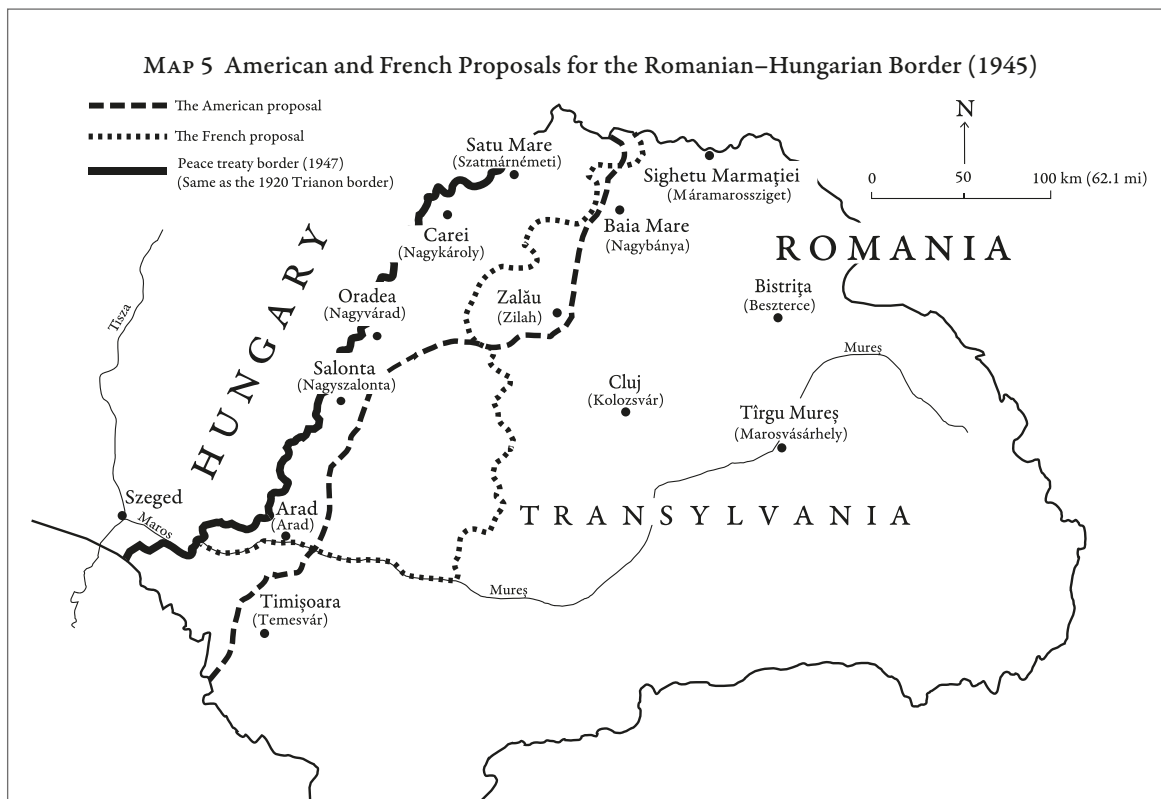 MAP 5 American and French Proposals for the Romanian–Hungarian Border (1945)
The American proposal
The French proposal
Peace treaty border (1947)
(Same as the 1920 Trianon border)
N
0 50 100 km (62.1 mi)
Satu Mare
(Szatmárnémeti)
Sighetu Marmaţiei
(Máramarossziget)
Carei
(Nagykároly)
Baia Mare
(Nagybánya)
ROMANIA
HUNGARY
Tisza
Oradea
(Nagyvárad)
Zalău
(Zilah)
Bistriţa
(Beszterce)
Mureş
Salonta
(Nagyszalonta)
Cluj
(Kolozsvár)
Tîrgu Mureş
(Marosvásárhely)
Szeged
Maros
Arad
(Arad)
TRANSYLVANIA
Mureş
Timişoara
(Temesvár)